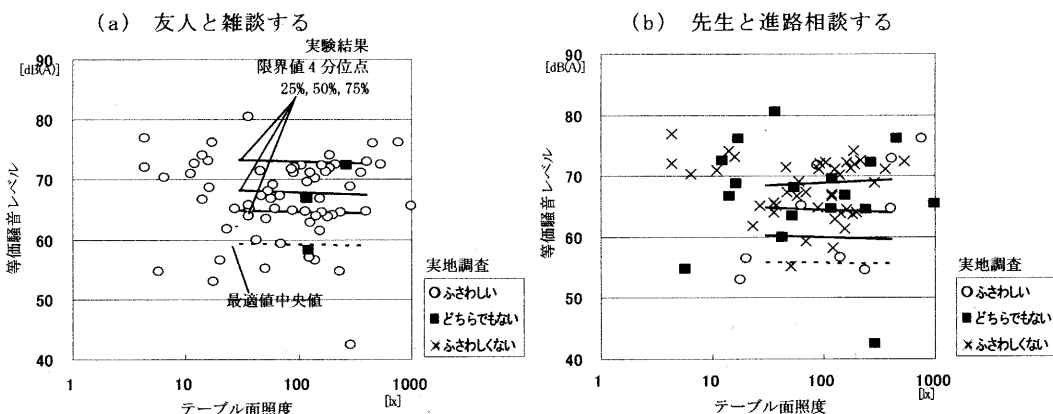 (a) 友人と雑談する
90
[dB(A)]
80
70
60
50
40
等価騒音レベル
実験結果
限界値4分位点
25%, 50%, 75%
最適値中央値
1
10
100
1000
[lx]
テーブル面照度
実地調査
○ふさわしい
■どちらでもない
×ふさわしくない
(b) 先生と進路相談する
90
[dB(A)]
80
70
60
50
40
等価騒音レベル
1
10
100
1000
[lx]
テーブル面照度
実地調査
○ふさわしい
■どちらでもない
×ふさわしくない